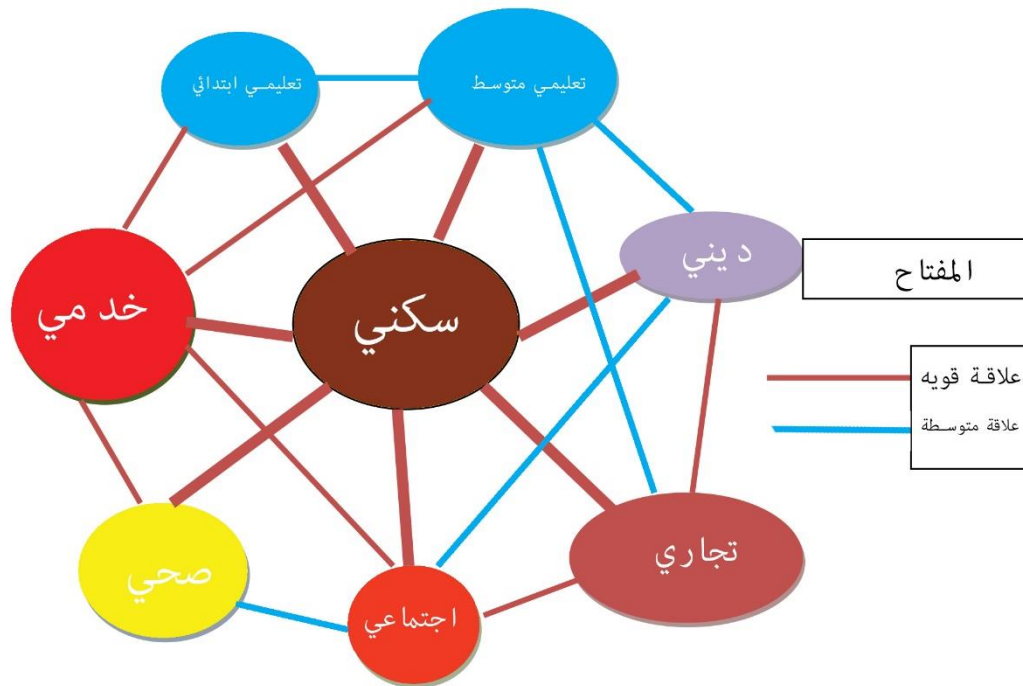 تعليمي متوسط
تعليمي ابتدائي
ديني
المفتاح
خدمي
سكني
علاقة قويه
علاقة متوسطة
تجاري
صحي
اجتماعي